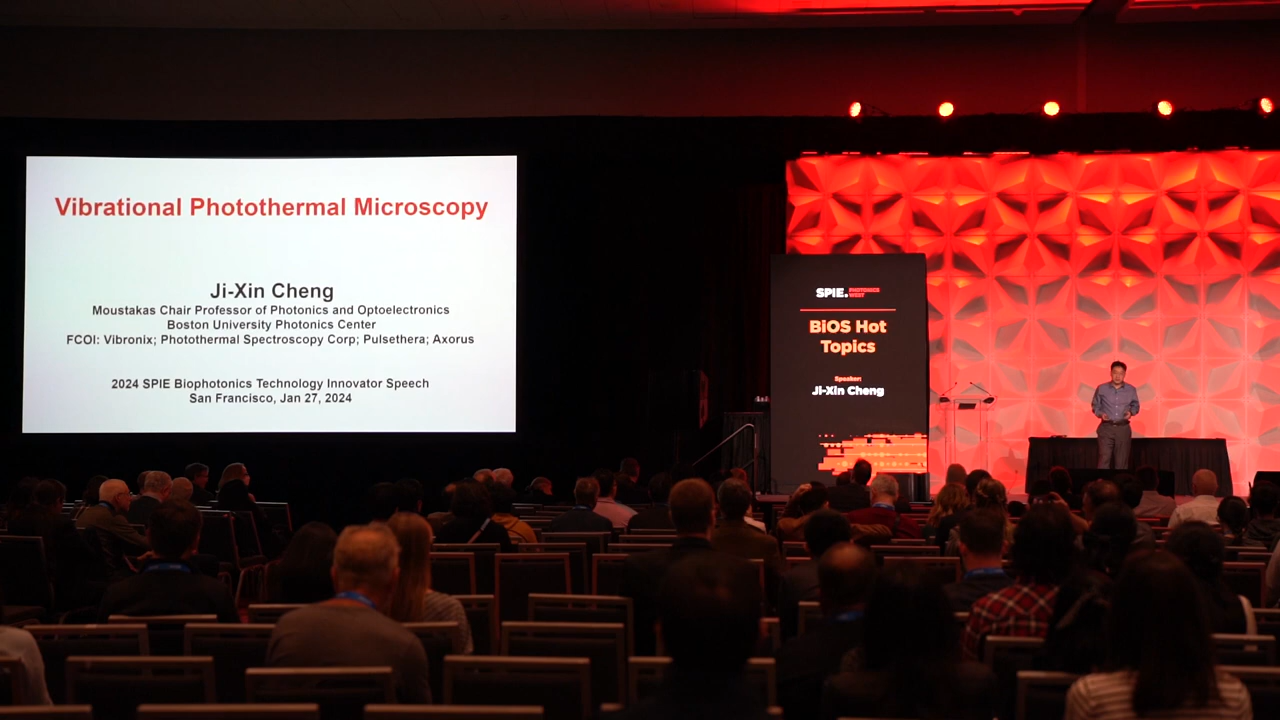 Vibrational Photothermal Microscopy
Ji-Xin Cheng
Moustakas Chair Professor of Photonics and Optoelectronics
Boston University Photonics Center
FCOI: Vibronix; Photothermal Spectroscopy Corp; Pulsethera; Axorus
2024 SPIE Biophotonics Technology Innovator Speech
San Francisco, Jan 27, 2024
SPIE. PHOTONICS
WEST
BiOS Hot
Topics
Speaker:
Ji-Xin Cheng